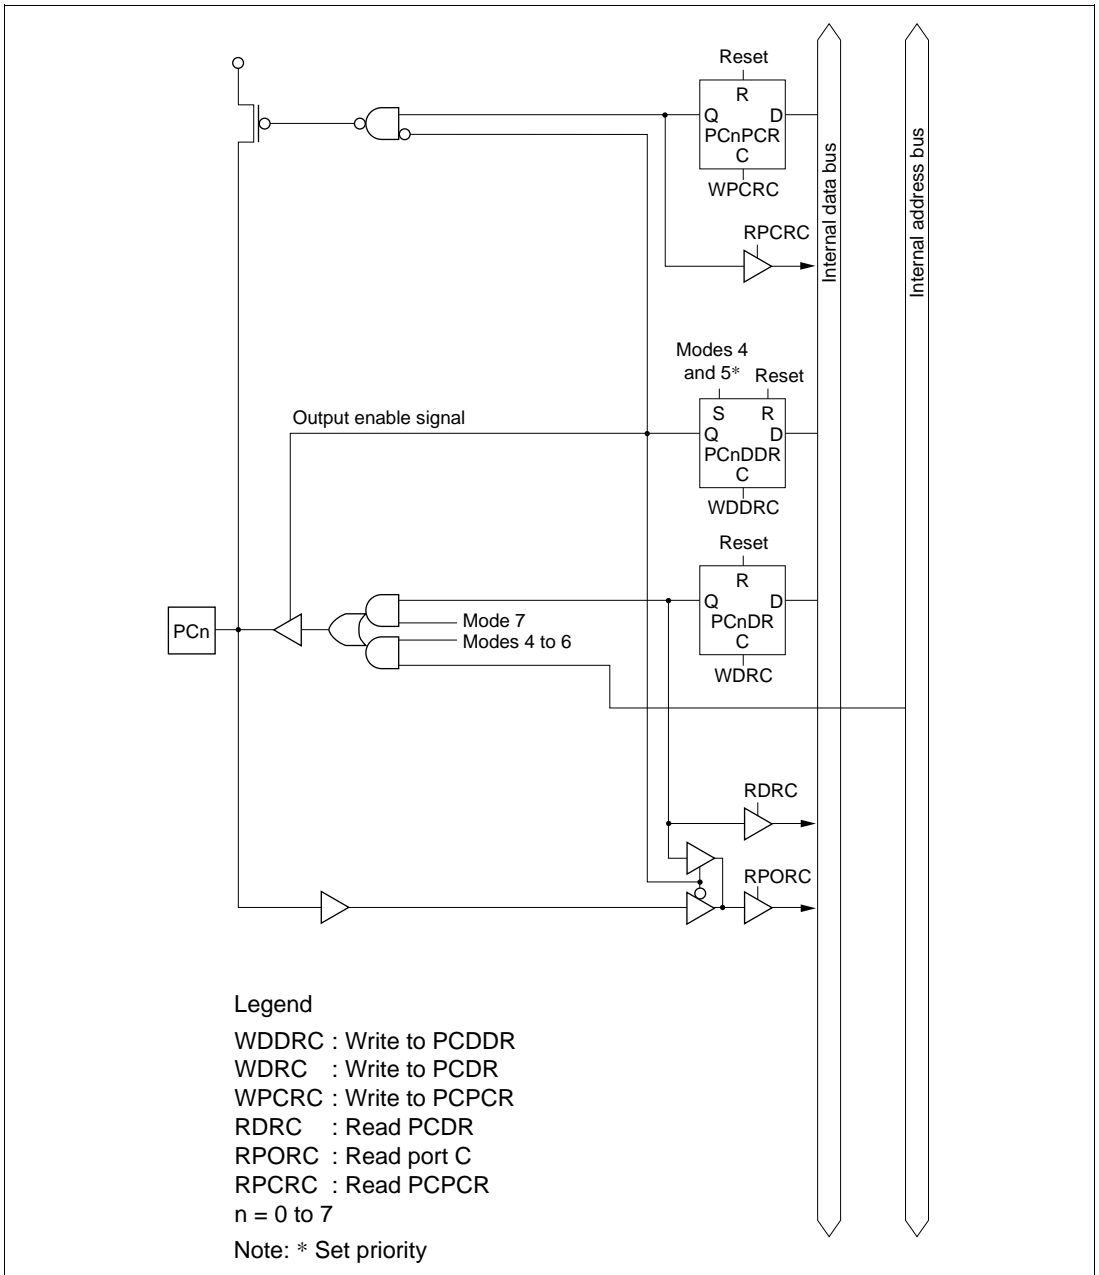 Reset
R
Q D
PCnPCR
C
WPCRC
RPCRC
Internal data bus
Internal address bus
Modes 4
and 5*
Reset
S R
Q D
PCnDDR
C
WDDRC
Output enable signal
Reset
R
Q D
PCnDR
C
WDRC
PCn
Mode 7
Modes 4 to 6
RDRC
RPORC
Legend
WDDRC : Write to PCDDR
WDRC : Write to PCDR
WPCRC : Write to PCPCR
RDRC : Read PCDR
RPORC : Read port C
RPCRC : Read PCPCR
n = 0 to 7
Note: * Set priority